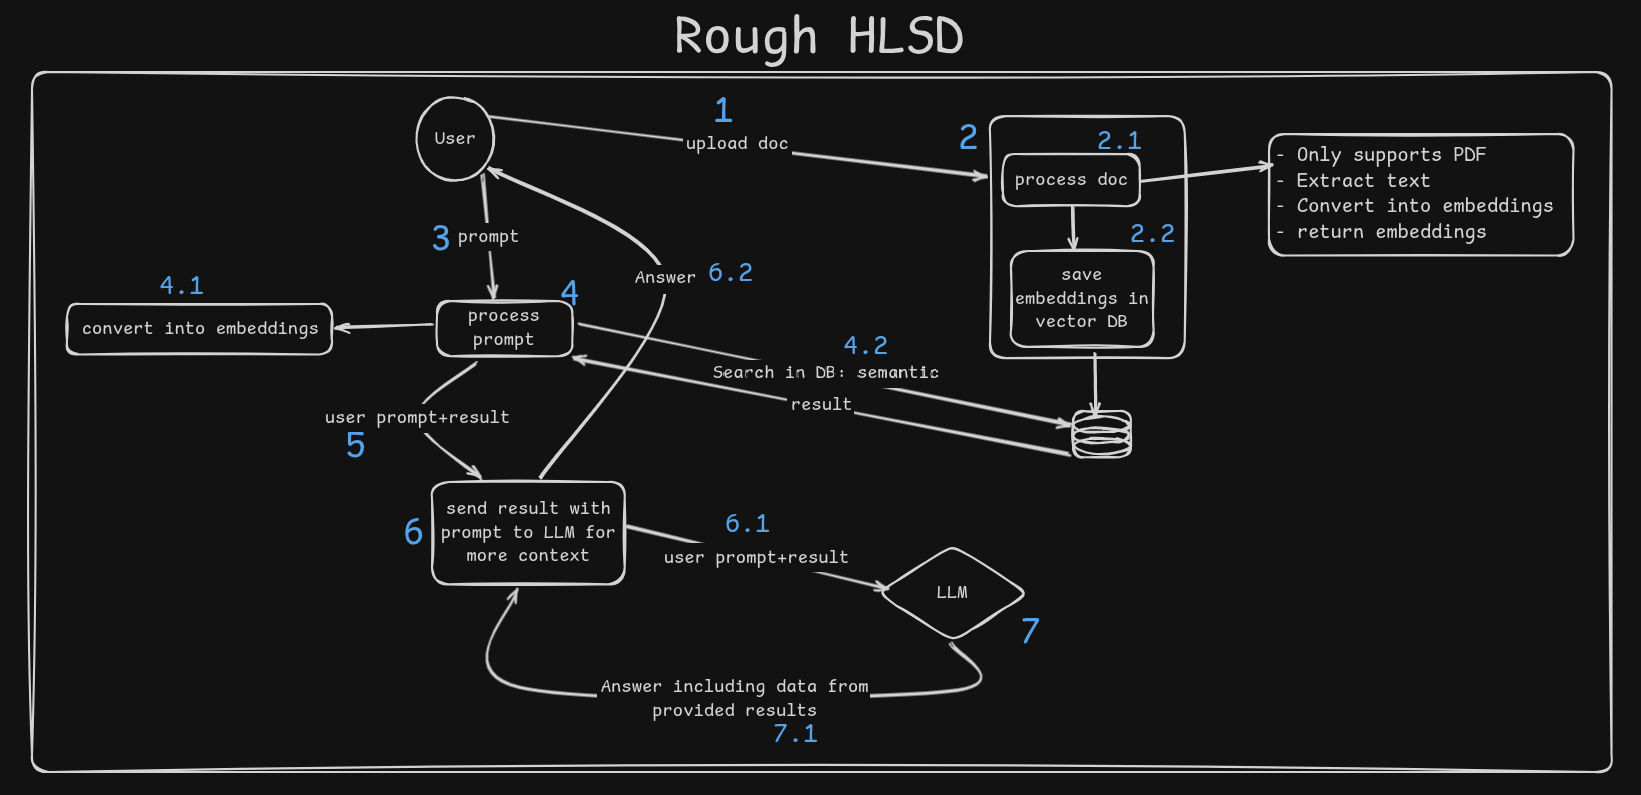 Rough HLSD
User
1
upload doc
2
2.1
process doc
- Only supports PDF
- Extract text
- Convert into embeddings
- return embeddings
2.2
save
embeddings in
vector DB
3
prompt
Answer
6.2
4.1
convert into embeddings
4
process
prompt
4.2
Search in DB: semantic
result
user prompt+result
5
6
send result with
prompt to LLM for
more context
6.1
user prompt+result
LLM
7
Answer including data from
provided results
7.1